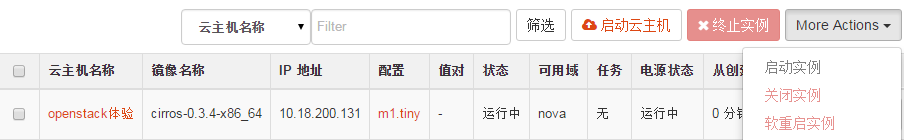 云主机名称 Filter 筛选 启动云主机 终止实例 More Actions
启动实例
关闭实例
软重启实例
云主机名称 镜像名称 IP 地址 配置 值对 状态 可用域 任务 电源状态 从创
openstack体验 cirros-0.3.4-x86_64 10.18.200.131 m1.tiny - 运行中 nova 无 运行中 0 分